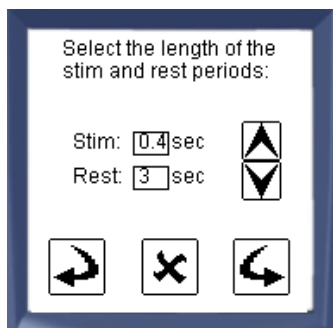 Select the length of the
stim and rest periods:
Stim: 0.4 sec
Rest: 3 sec